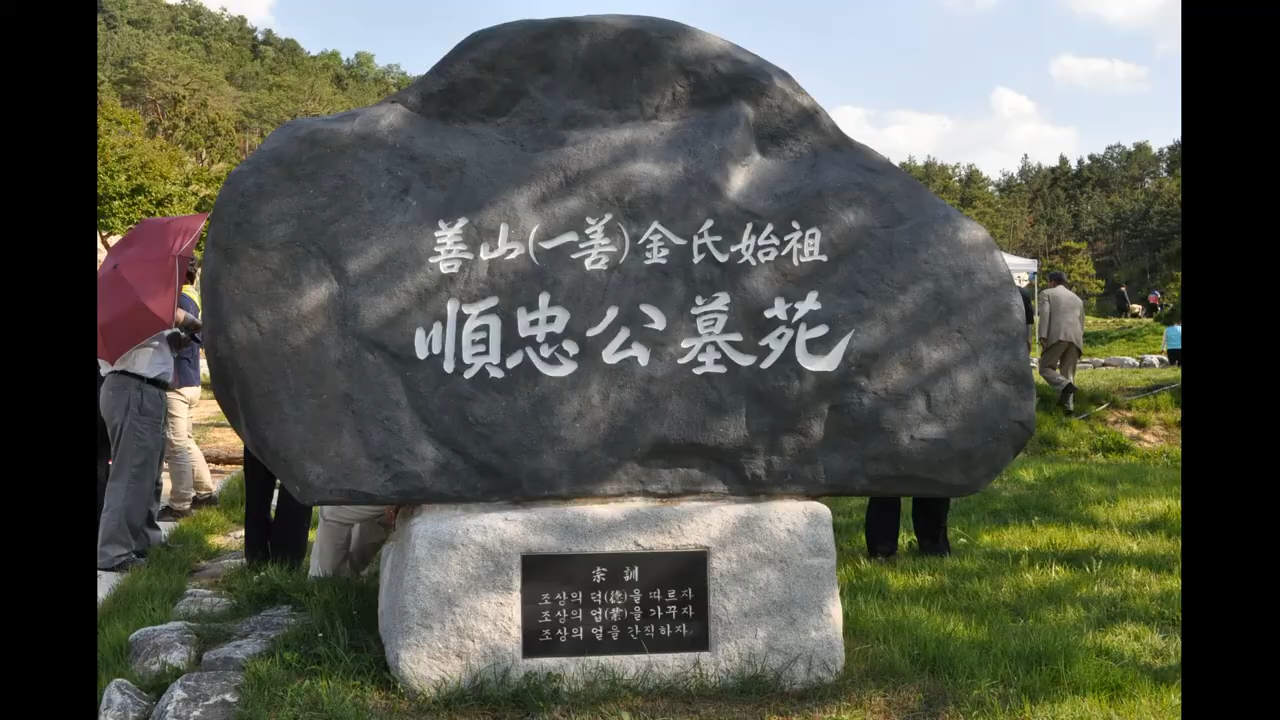 善山(一善)金氏始祖
順忠公墓苑
宗訓
조상의 덕(德)을 따르자
조상의 업(業)을 가꾸자
조상의 얼을 간직하자